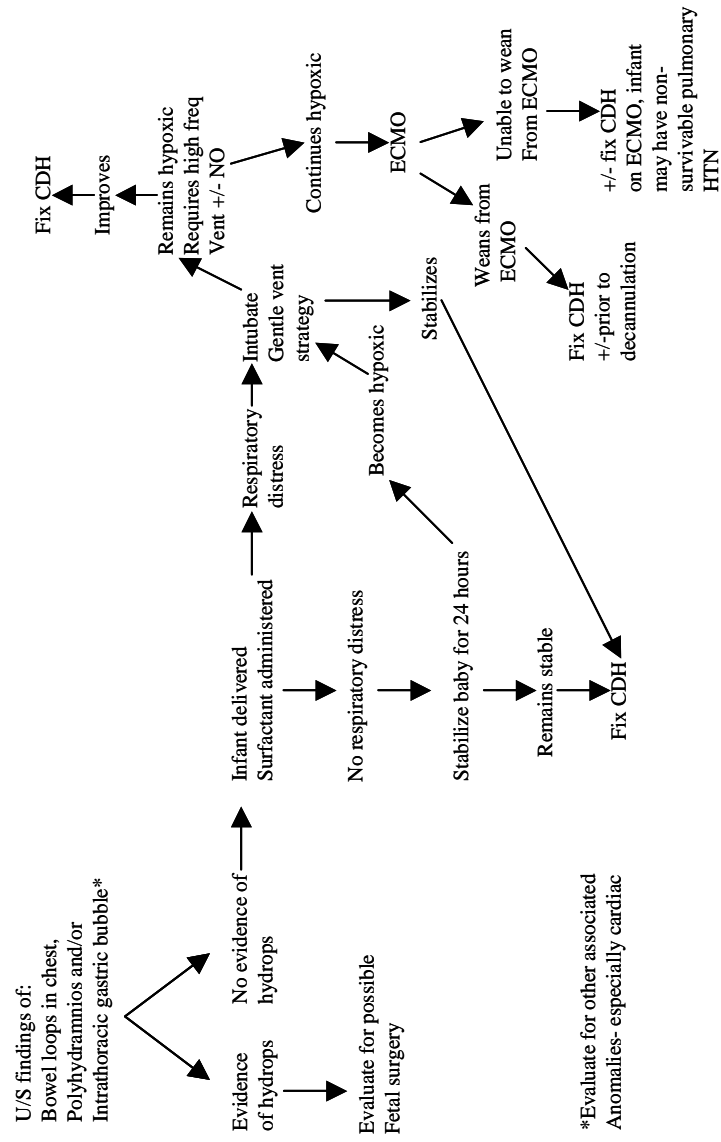 U/S findings of:
Bowel loops in chest,
Polyhydramnios and/or
Intrathoracic gastric bubble*
Evidence
of hydrops
Evaluate for possible
Fetal surgery
No evidence of
hydrops
Infant delivered
Surfactant administered
No respiratory distress
Stabilize baby for 24 hours
Remains stable
Fix CDH
Respiratory
distress
Becomes hypoxic
Intubate
Gentle vent
strategy
Stabilizes
Remains hypoxic
Requires high freq
Vent +/- NO
Improves
Fix CDH
Continues hypoxic
ECMO
Weans from
ECMO
Fix CDH
+/-prior to
decannulation
Unable to wean
From ECMO
+/- fix CDH
on ECMO, infant
may have non-
survivable pulmonary
HTN
*Evaluate for other associated
Anomalies- especially cardiac